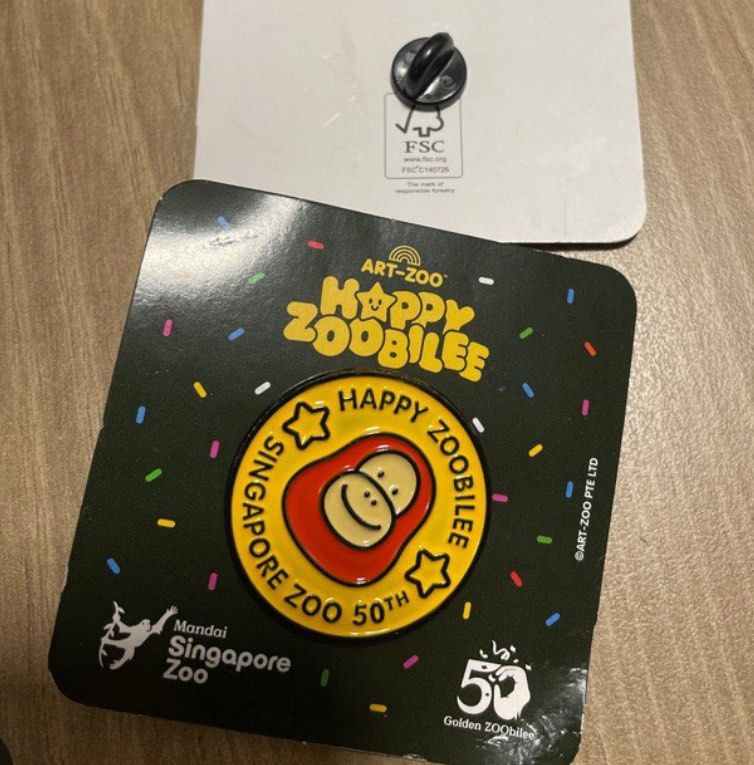 FSC
www.fsc.org
FSC® C140726
The mark of
responsible forestry
ART-ZOO™
HAPPY
ZOOBILEE
HAPPY ZOOBILEE
SINGAPORE ZOO 50TH
©ART-ZOO PTE LTD
Mandai
Singapore
Zoo
50
Golden ZOObilee